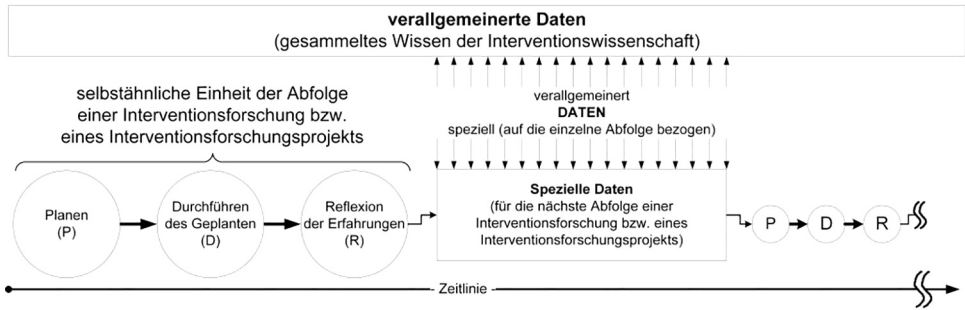 verallgemeinerte Daten
(gesammeltes Wissen der Interventionswissenschaft)
selbstähnliche Einheit der Abfolge
einer Interventionsforschung bzw.
eines Interventionsforschungsprojekts
verallgemeinert
DATEN
speziell (auf die einzelne Abfolge bezogen)
Planen
(P)
Durchführen
des Geplanten
(D)
Reflexion
der Erfahrungen
(R)
Spezielle Daten
(für die nächste Abfolge einer
Interventionsforschung bzw. eines
Interventionsforschungsprojekts)
P
D
R
- Zeitlinie -